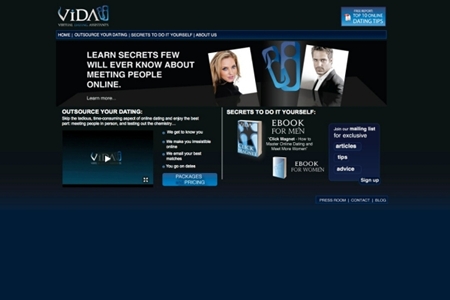 ViDA
VIRTUAL DATING ASSISTANTS
FREE REPORT:
TOP 10 ONLINE
DATING TIPS
HOME | OUTSOURCE YOUR DATING | SECRETS TO DO IT YOURSELF | ABOUT US
LEARN SECRETS FEW
WILL EVER KNOW ABOUT
MEETING PEOPLE
ONLINE.
Learn more...
OUTSOURCE YOUR DATING:
Skip the tedious, time-consuming aspect of online dating and enjoy the best
part: meeting people in person, and testing out the chemistry...
We get to know you
We make you irresistible
online
We email your best
matches
You go on dates
PACKAGES
PRICING
ViDA
SECRETS TO DO IT YOURSELF:
CLICK MAGNET
EBOOK
FOR MEN
'Click Magnet - How to
Master Online Dating and
Meet More Women'
EBOOK
FOR WOMEN
Join our mailing list
for exclusive
articles
tips
advice
Sign up
PRESS ROOM | CONTACT | BLOG